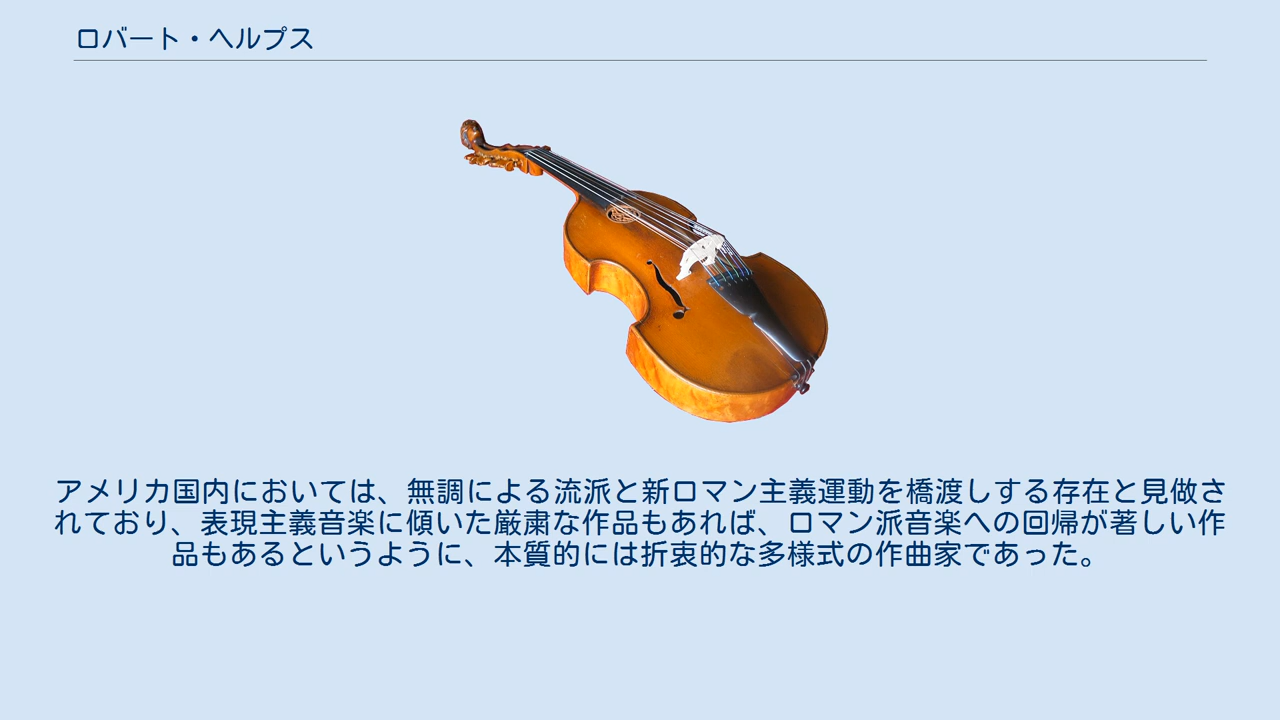 ロバート・ヘルプス
アメリカ国内においては、無調による流派と新ロマン主義運動を橋渡しする存在と見做さ
れており、表現主義音楽に傾いた厳粛な作品もあれば、ロマン派音楽への回帰が著しい作
品もあるというように、本質的には折衷的な多様式の作曲家であった。